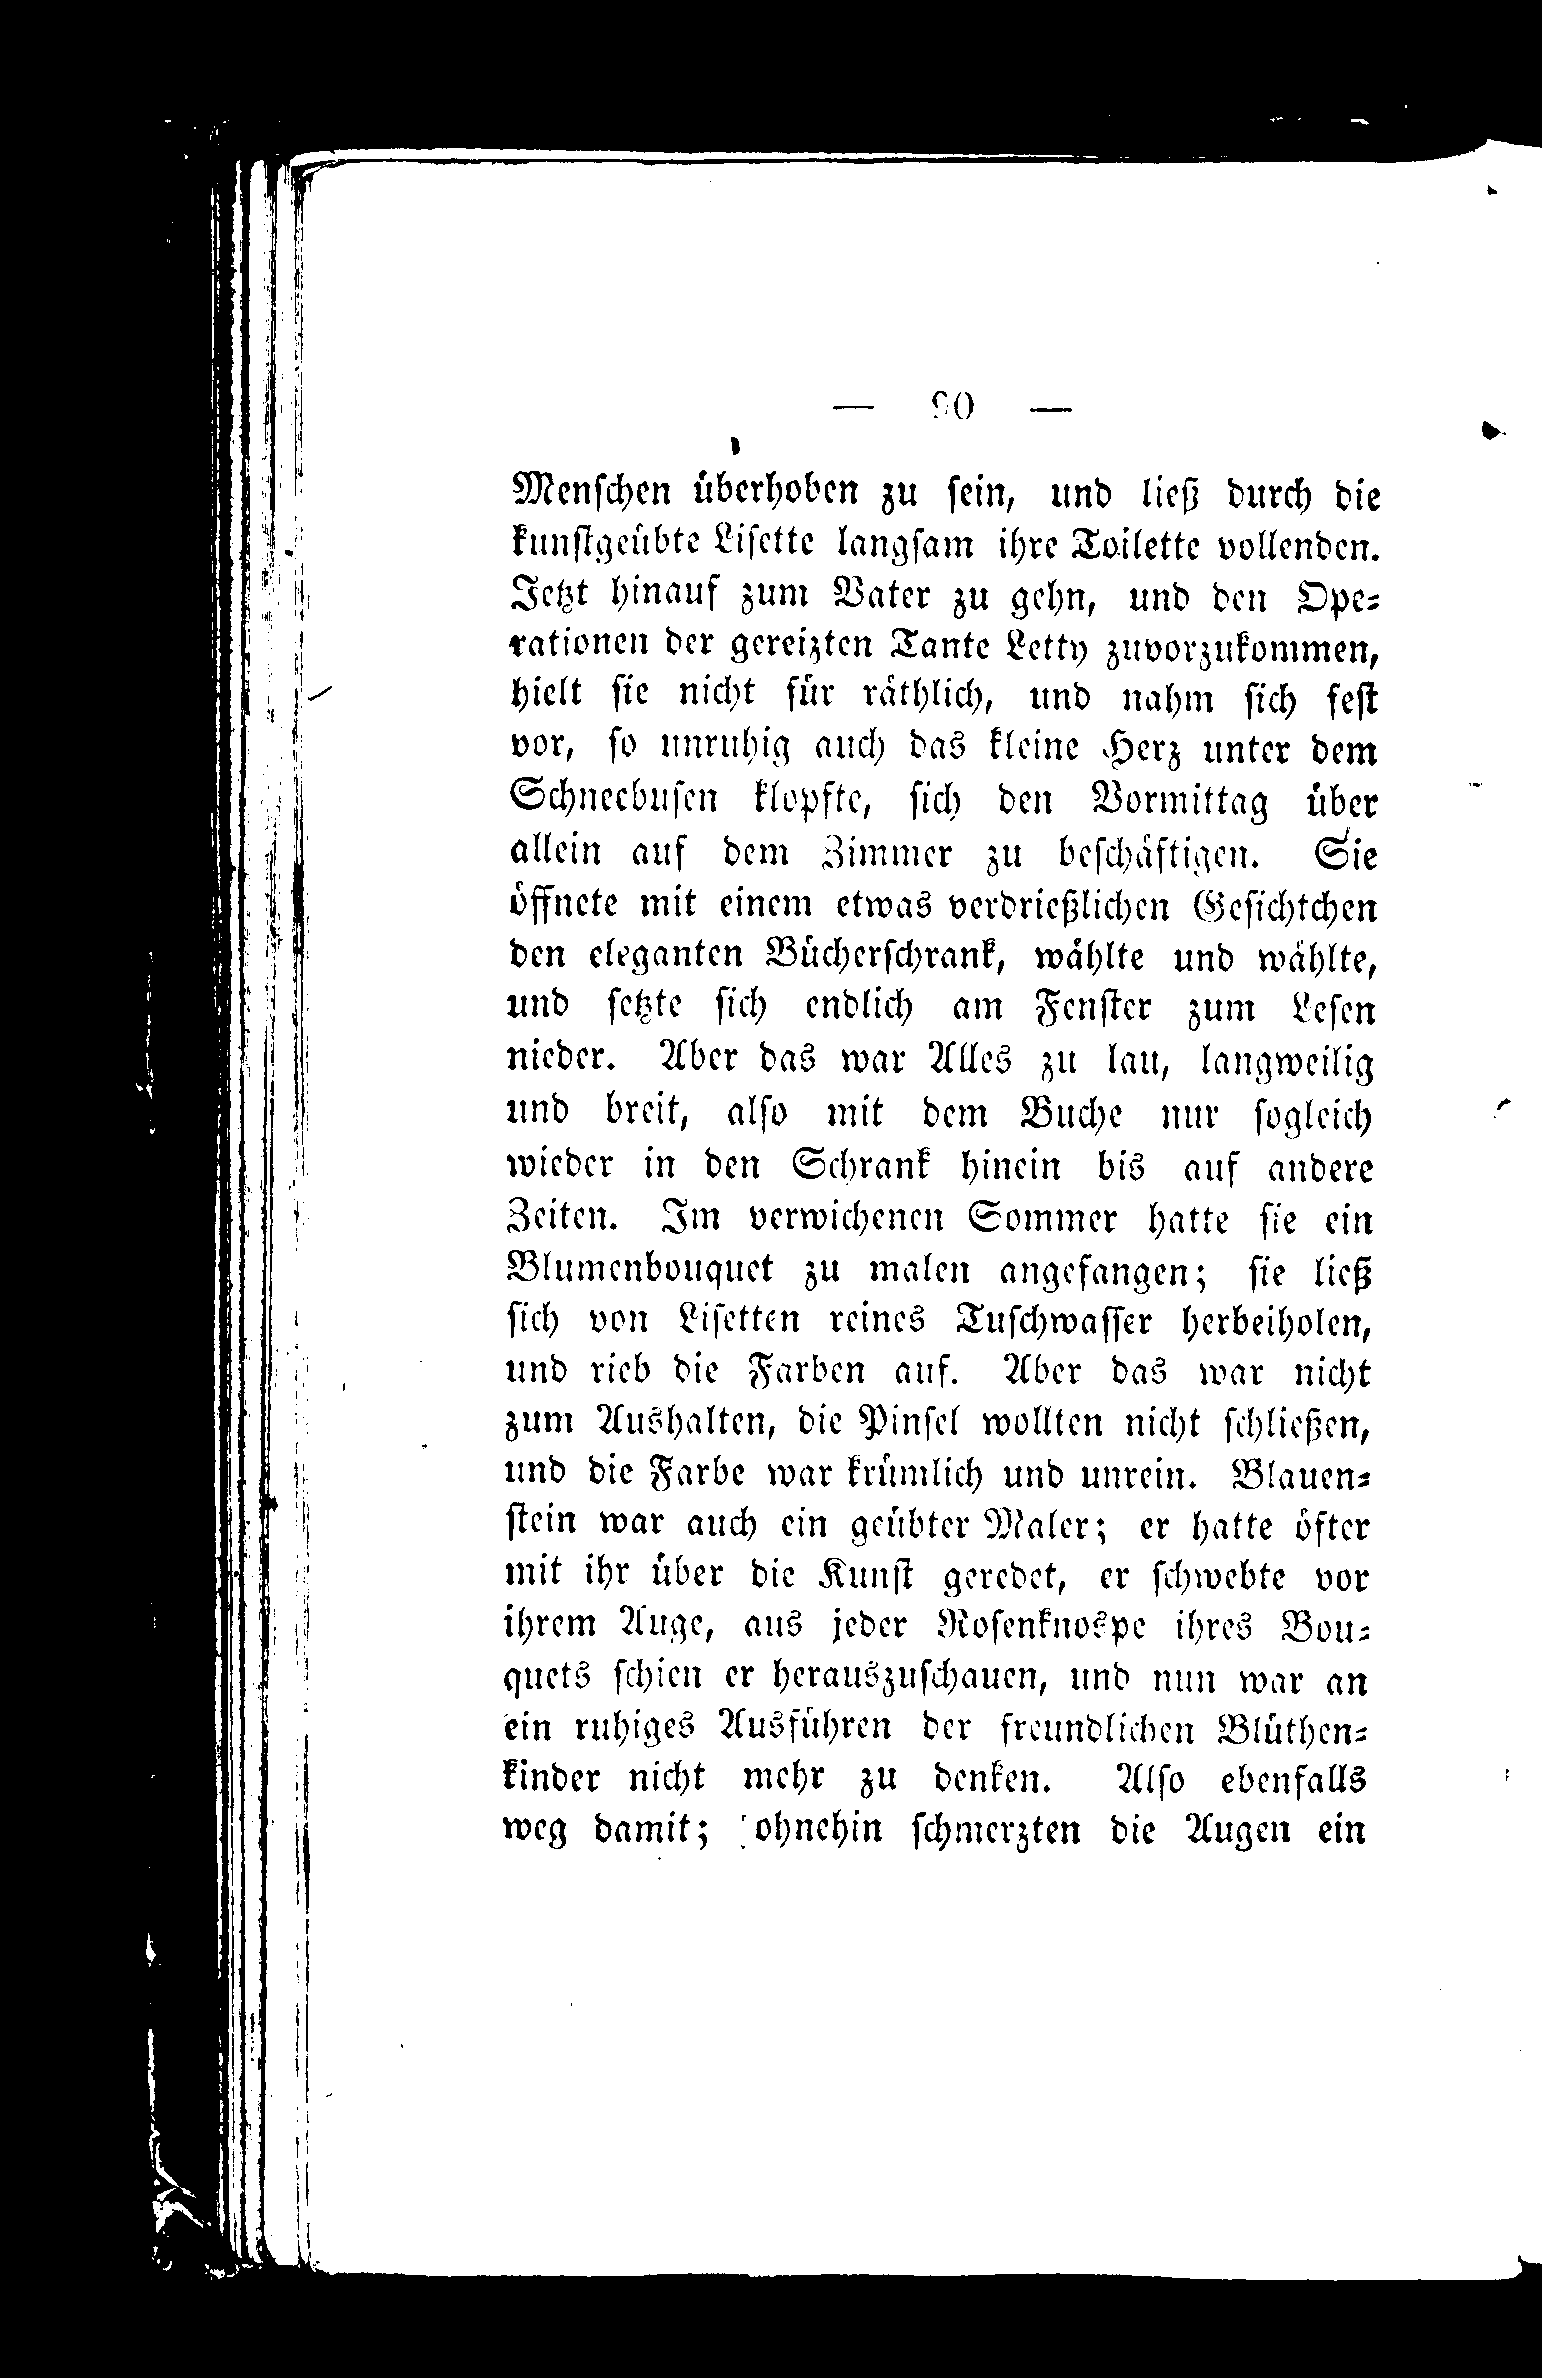 — 90 —
Menschen überhoben zu sein, und ließ durch die
kunstgeübte Lisette langsam ihre Toilette vollenden.
Jetzt hinauf zum Vater zu gehn, und den Ope-
rationen der gereizten Tante Letty zuvorzukommen,
hielt sie nicht für räthlich, und nahm sich fest
vor, so unruhig auch das kleine Herz unter dem
Schneebusen klopfte, sich den Vormittag über
allein auf dem Zimmer zu beschäftigen. Sie
öffnete mit einem etwas verdrießlichen Gesichtchen
den eleganten Bücherschrank, wählte und wählte,
und setzte sich endlich am Fenster zum Lesen
nieder. Aber das war Alles zu lau, langweilig
und breit, also mit dem Buche nur sogleich
wieder in den Schrank hinein bis auf andere
Zeiten. Im verwichenen Sommer hatte sie ein
Blumenbouquet zu malen angefangen; sie ließ
sich von Lisetten reines Tuschwasser herbeiholen,
und rieb die Farben auf. Aber das war nicht
zum Aushalten, die Pinsel wollten nicht schließen,
und die Farbe war krümlich und unrein. Blauen-
stein war auch ein geübter Maler; er hatte öfter
mit ihr über die Kunst geredet, er schwebte vor
ihrem Auge, aus jeder Rosenknospe ihres Bou-
quets schien er herauszuschauen, und nun war an
ein ruhiges Ausführen der freundlichen Blüthen-
kinder nicht mehr zu denken. Also ebenfalls
weg damit; ohnehin schmerzten die Augen ein